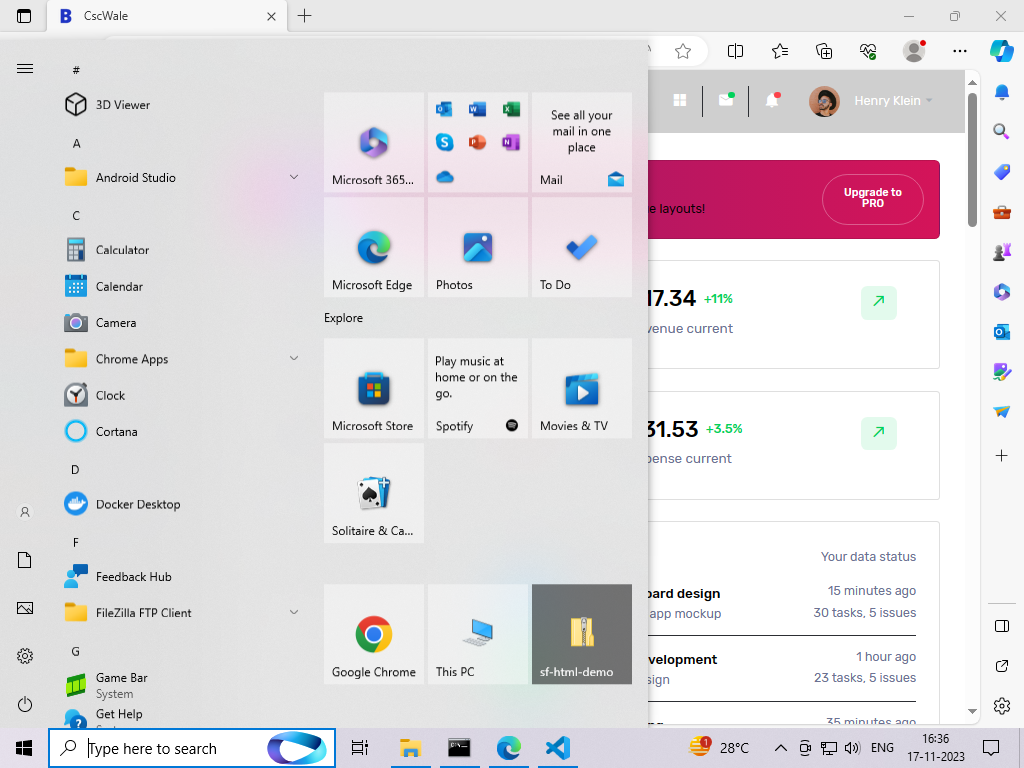 CscWale
#
3D Viewer
A
Android Studio
C
Calculator
Calendar
Camera
Chrome Apps
Clock
Cortana
D
Docker Desktop
F
Feedback Hub
FileZilla FTP Client
G
Game Bar
System
Get Help
Microsoft 365...
See all your
mail in one
place
Mail
Microsoft Edge
Photos
To Do
Explore
Microsoft Store
Play music at
home or on the
go.
Spotify
Movies & TV
Solitaire & Ca...
Google Chrome
This PC
sf-html-demo
Henry Klein
layouts!
Upgrade to
PRO
17.34 +11%
venue current
31.53 +3.5%
pense current
Your data status
oard design
15 minutes ago
app mockup
30 tasks, 5 issues
velopment
1 hour ago
sign
23 tasks, 5 issues
35 minutes ago
Type here to search
28°C
ENG
16:36
17-11-2023
1